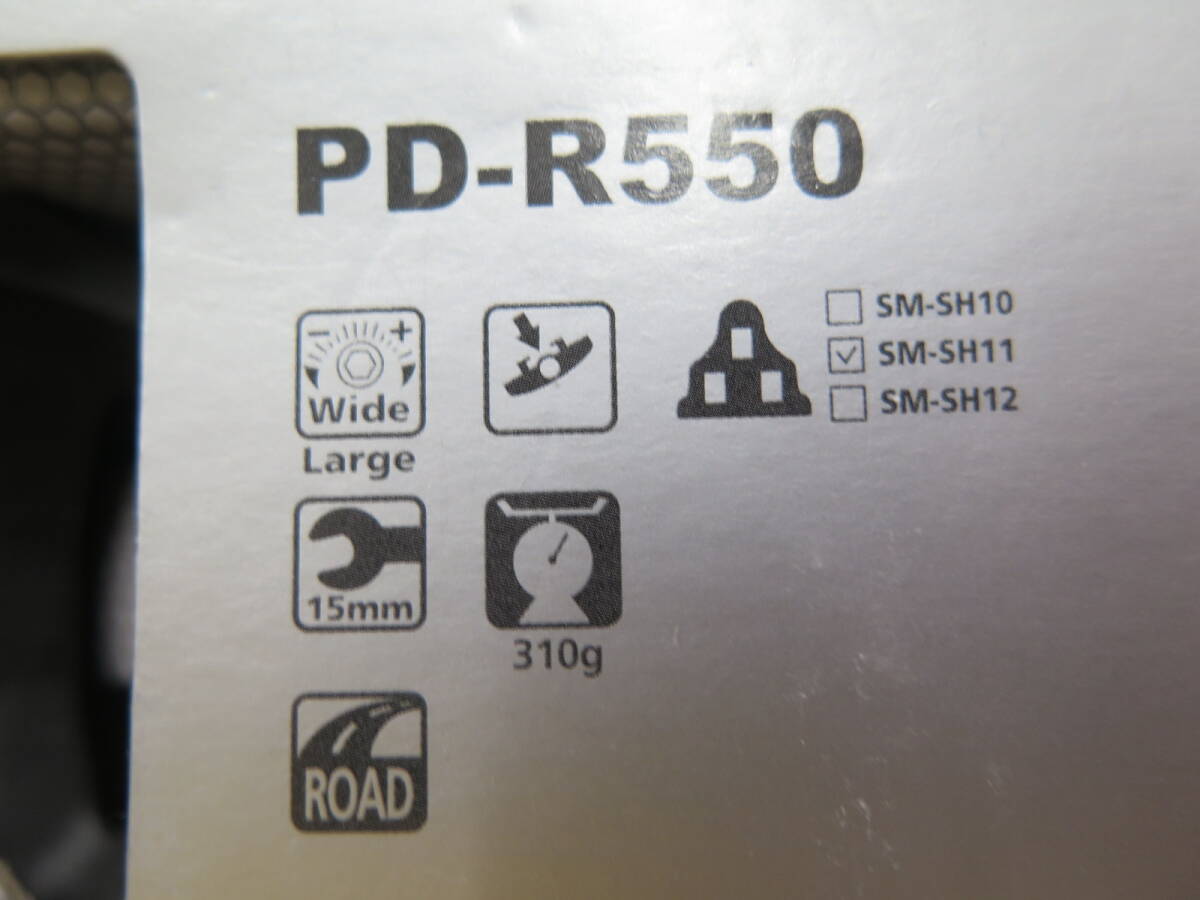 PD-R550
SM-SH10
SM-SH11
SM-SH12
- +
Wide
Large
15mm
310g
ROAD